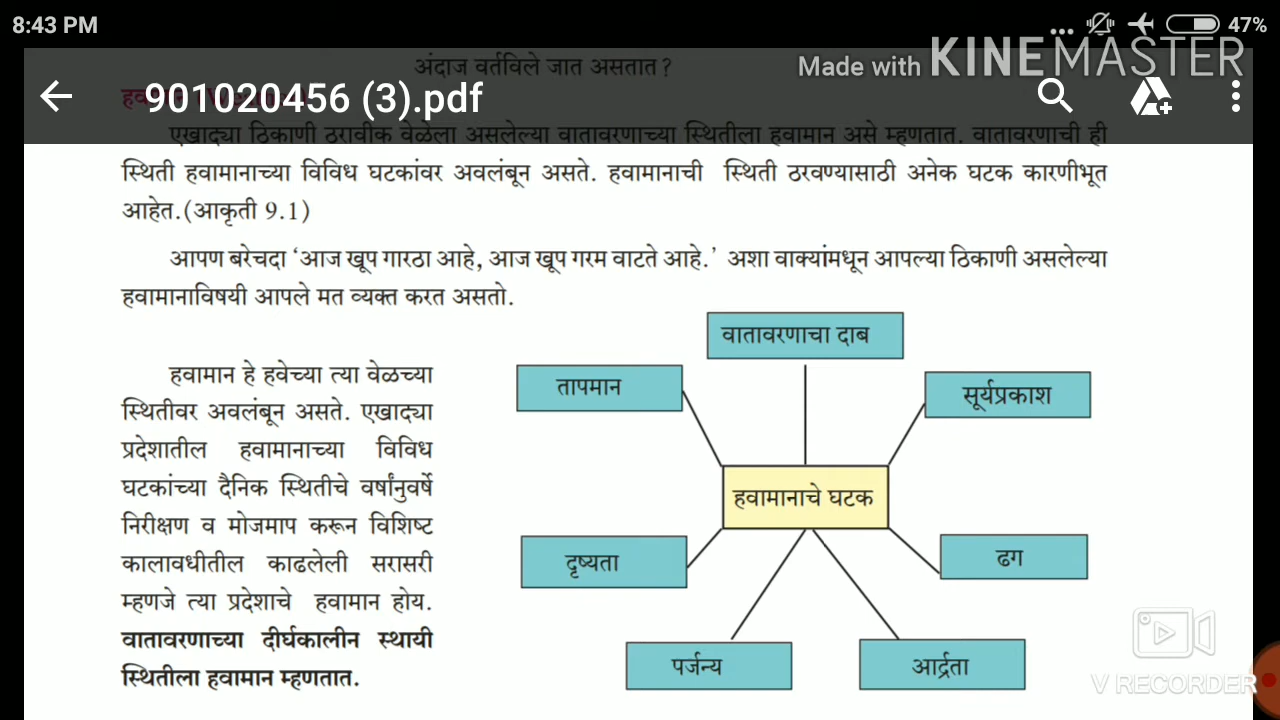 8:43 PM
... 47%
अंदाज वर्तविले जात असतात ?
Made with KINEMASTER
901020456 (3).pdf
एखाद्या ठिकाणी ठरावीक वेळेला असलेल्या वातावरणाच्या स्थितीला हवामान असे म्हणतात. वातावरणाची ही
स्थिती हवामानाच्या विविध घटकांवर अवलंबून असते. हवामानाची स्थिती ठरवण्यासाठी अनेक घटक कारणीभूत
आहेत.(आकृती 9.1)
आपण बरेचदा ‘आज खूप गारठा आहे, आज खूप गरम वाटते आहे.’ अशा वाक्यांमधून आपल्या ठिकाणी असलेल्या
हवामानाविषयी आपले मत व्यक्त करत असतो.
हवामान हे हवेच्या त्या वेळच्या
स्थितीवर अवलंबून असते. एखाद्या
प्रदेशातील हवामानाच्या विविध
घटकांच्या दैनिक स्थितीचे वर्षानुवर्षे
निरीक्षण व मोजमाप करून विशिष्ट
कालावधीतील काढलेली सरासरी
म्हणजे त्या प्रदेशाचे हवामान होय.
वातावरणाच्या दीर्घकालीन स्थायी
स्थितीला हवामान म्हणतात.
वातावरणाचा दाब
तापमान
सूर्यप्रकाश
हवामानाचे घटक
दृष्यता
ढग
पर्जन्य
आर्द्रता
V RECORDER